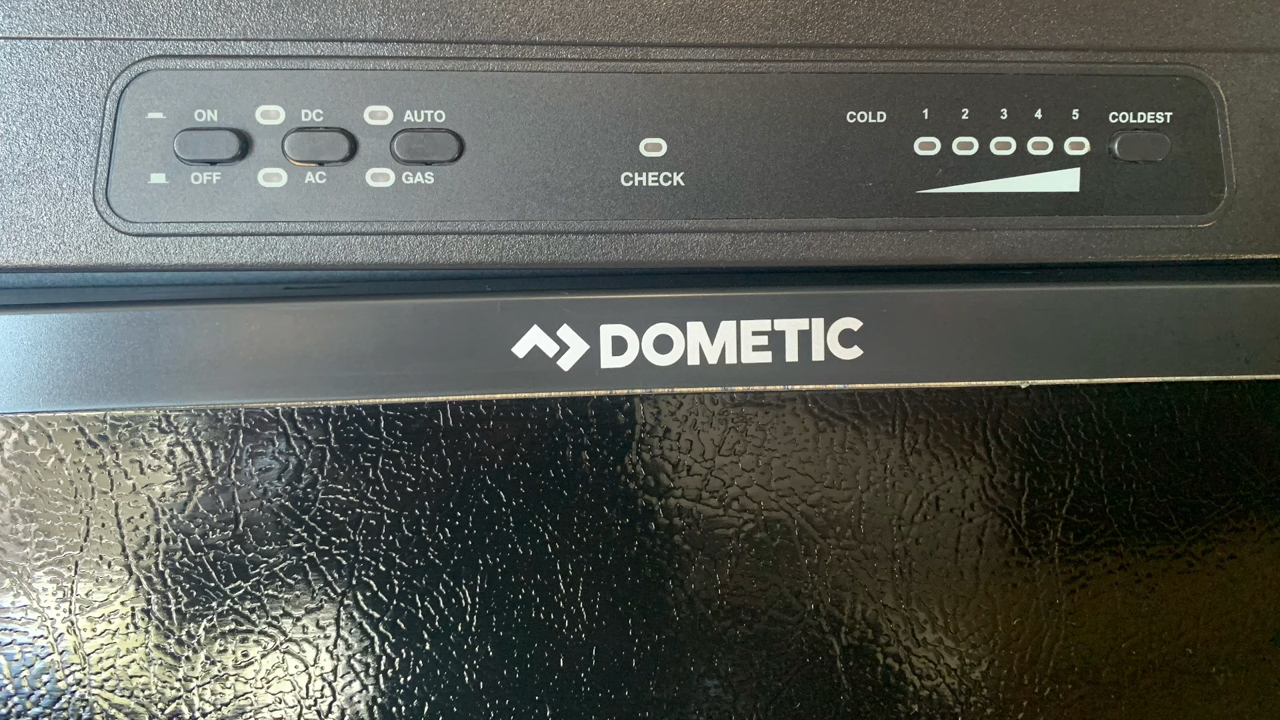 ON DC AUTO
OFF AC GAS
CHECK
COLD 1 2 3 4 5 COLDEST
DOMETIC